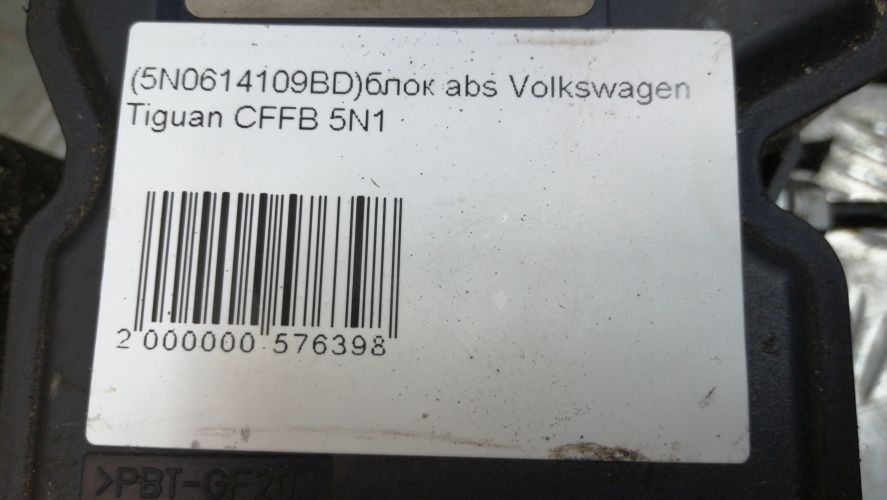 (5N0614109BD)блок abs Volkswagen
Tiguan CFFB 5N1
2 000000 576398
>PBT-GF20<